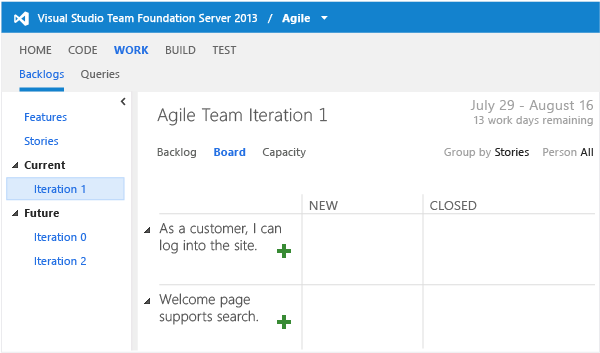 Visual Studio Team Foundation Server 2013 / Agile
HOME CODE WORK BUILD TEST
Backlogs Queries
Features
Stories
Current
Iteration 1
Future
Iteration 0
Iteration 2
Agile Team Iteration 1
July 29 - August 16
13 work days remaining
Backlog Board Capacity
Group by Stories Person All
NEW CLOSED
As a customer, I can
log into the site.
Welcome page
supports search.